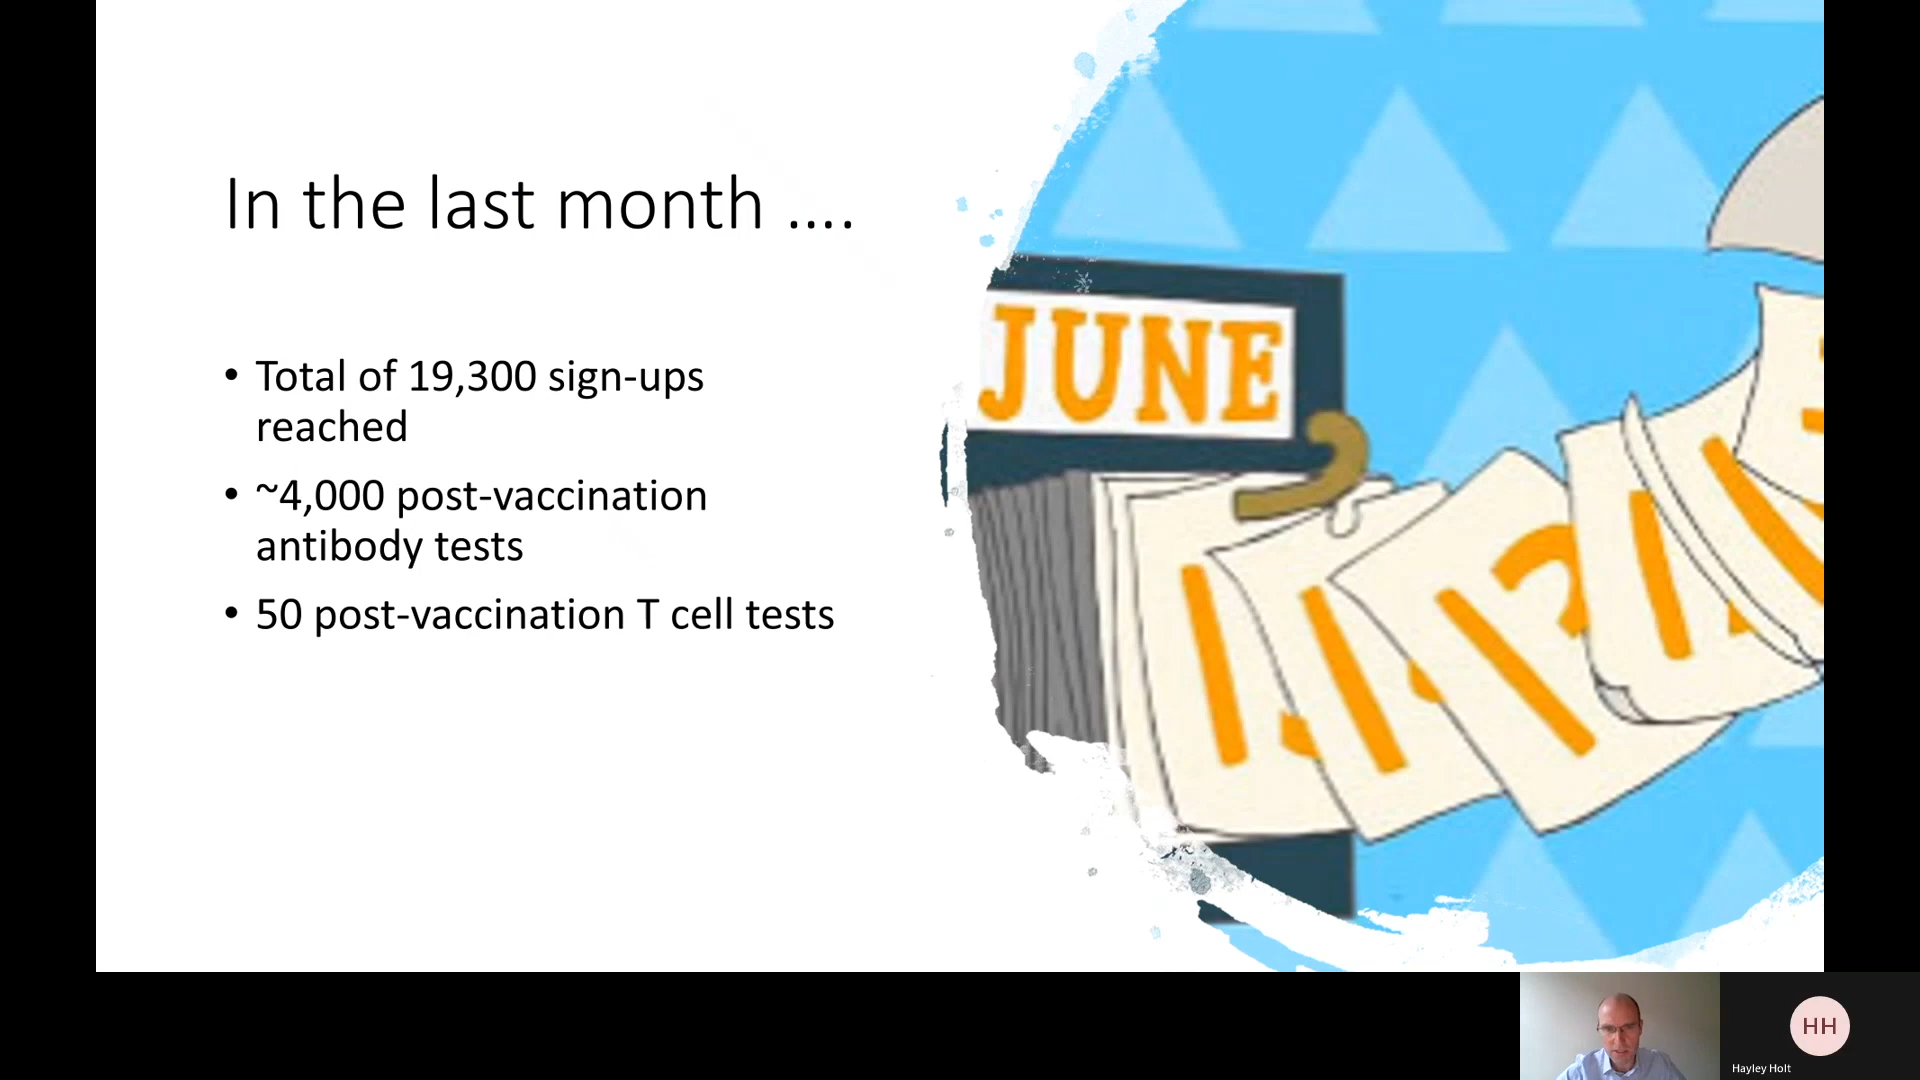 In the last month ....
• Total of 19,300 sign-ups
reached
• ~4,000 post-vaccination
antibody tests
• 50 post-vaccination T cell tests
JUNE
HH
Hayley Holt